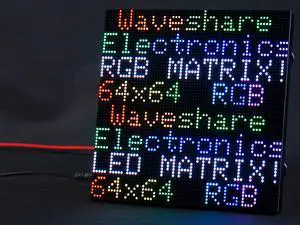 Waveshare
Electronics
RGB MATRIX!
64x64 RGB
Waveshare
Electronics
LED MATRIX!
64x64 RGB